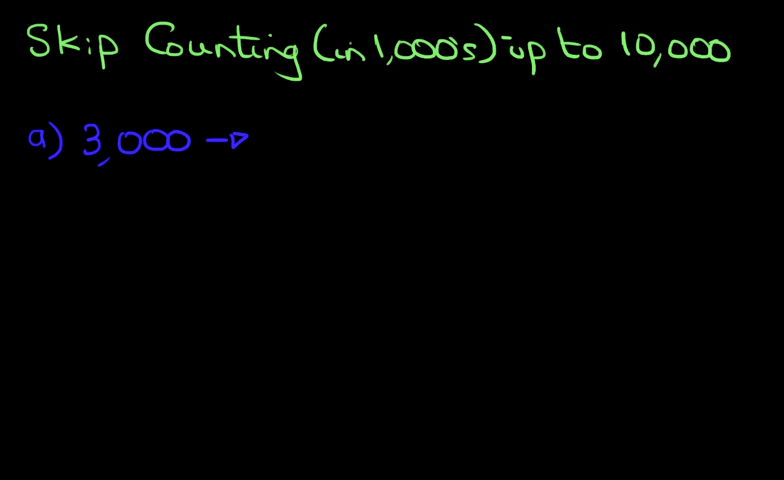 Skip Counting (in 1,000's) up to 10,000
a) 3,000 →